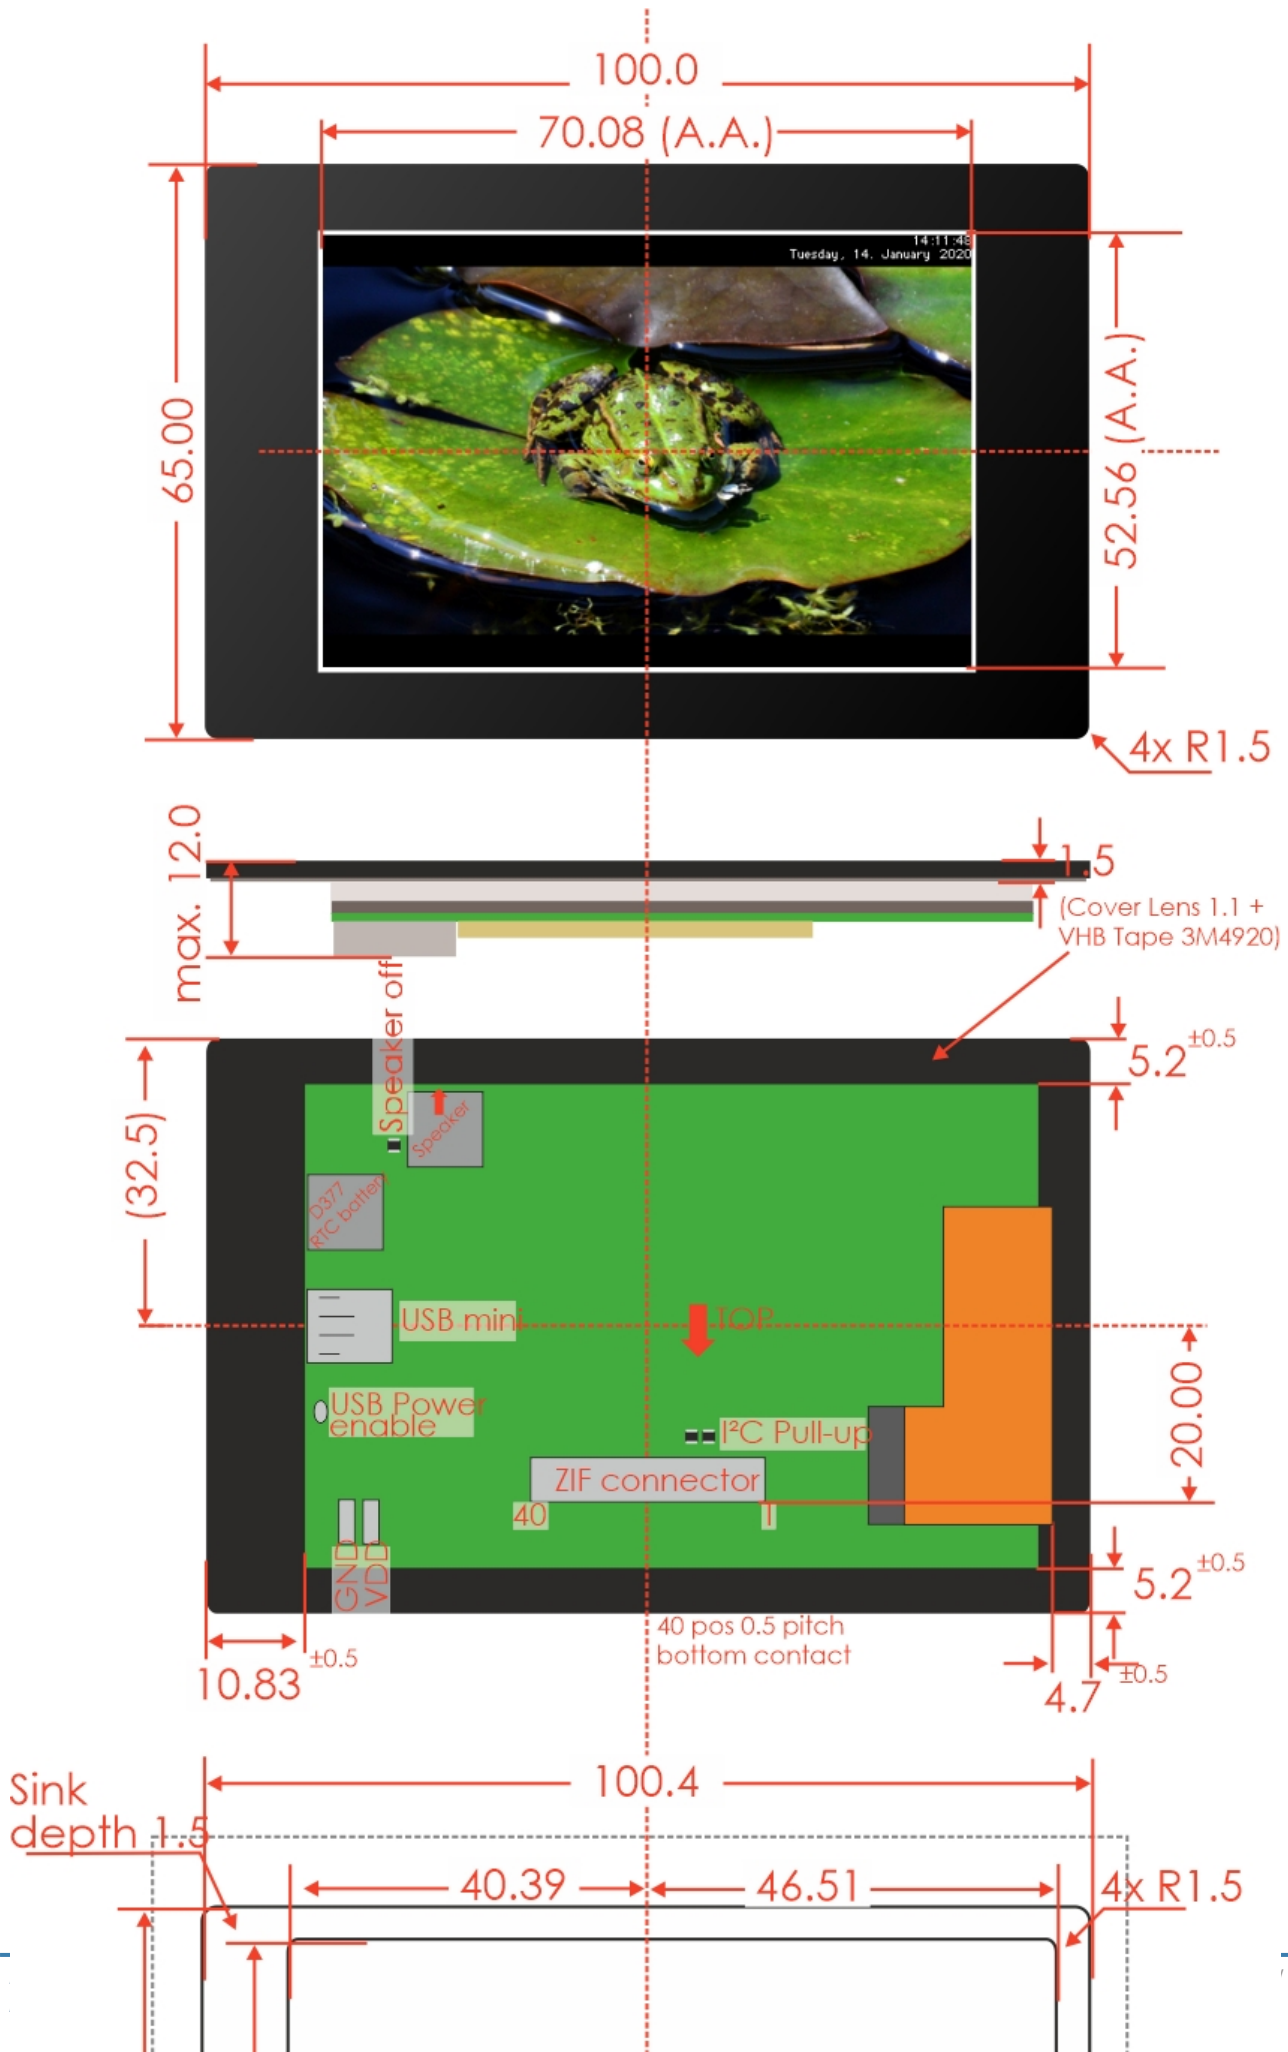 100.0
70.08 (A.A.)
14:11:48
Tuesday, 14. January 2020
65.00
52.56 (A.A.)
4x R1.5
max. 12.0
1.5
(Cover Lens 1.1 +
VHB Tape 3M4920)
Speaker off
5.2 ±0.5
Speaker
(32.5)
D377
RTC battery
USB mini
TOP
USB Power
enable
I²C Pull-up
20.00
ZIF connector
40
1
GND
VDD
5.2 ±0.5
40 pos 0.5 pitch
bottom contact
10.83 ±0.5
4.7 ±0.5
100.4
Sink
depth 1.5
40.39
46.51
4x R1.5